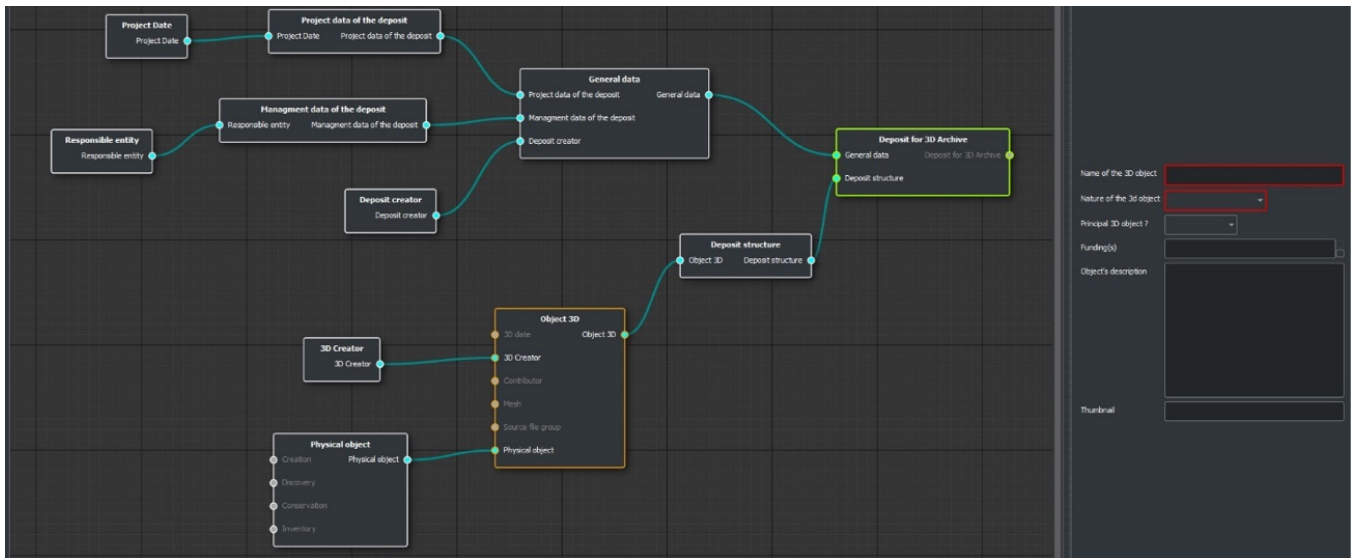 Project Date
Project Date
Project data of the deposit
Project Date Project data of the deposit
General data
Project data of the deposit General data
Managment data of the deposit
Deposit creator
Managment data of the deposit
Responsible entity Managment data of the deposit
Responsible entity
Responsible entity
Deposit creator
Deposit creator
Deposit for 3D Archive
General data Deposit for 3D Archive
Deposit structure
Deposit structure
Object 3D Deposit structure
Object 3D
3D date Object 3D
3D Creator
Contributor
Mesh
Source file group
Physical object
3D Creator
3D Creator
Physical object
Creation Physical object
Discovery
Conservation
Inventory
Name of the 3D object
Nature of the 3d object
Principal 3D object ?
Funding(s)
Object's description
Thumbnail